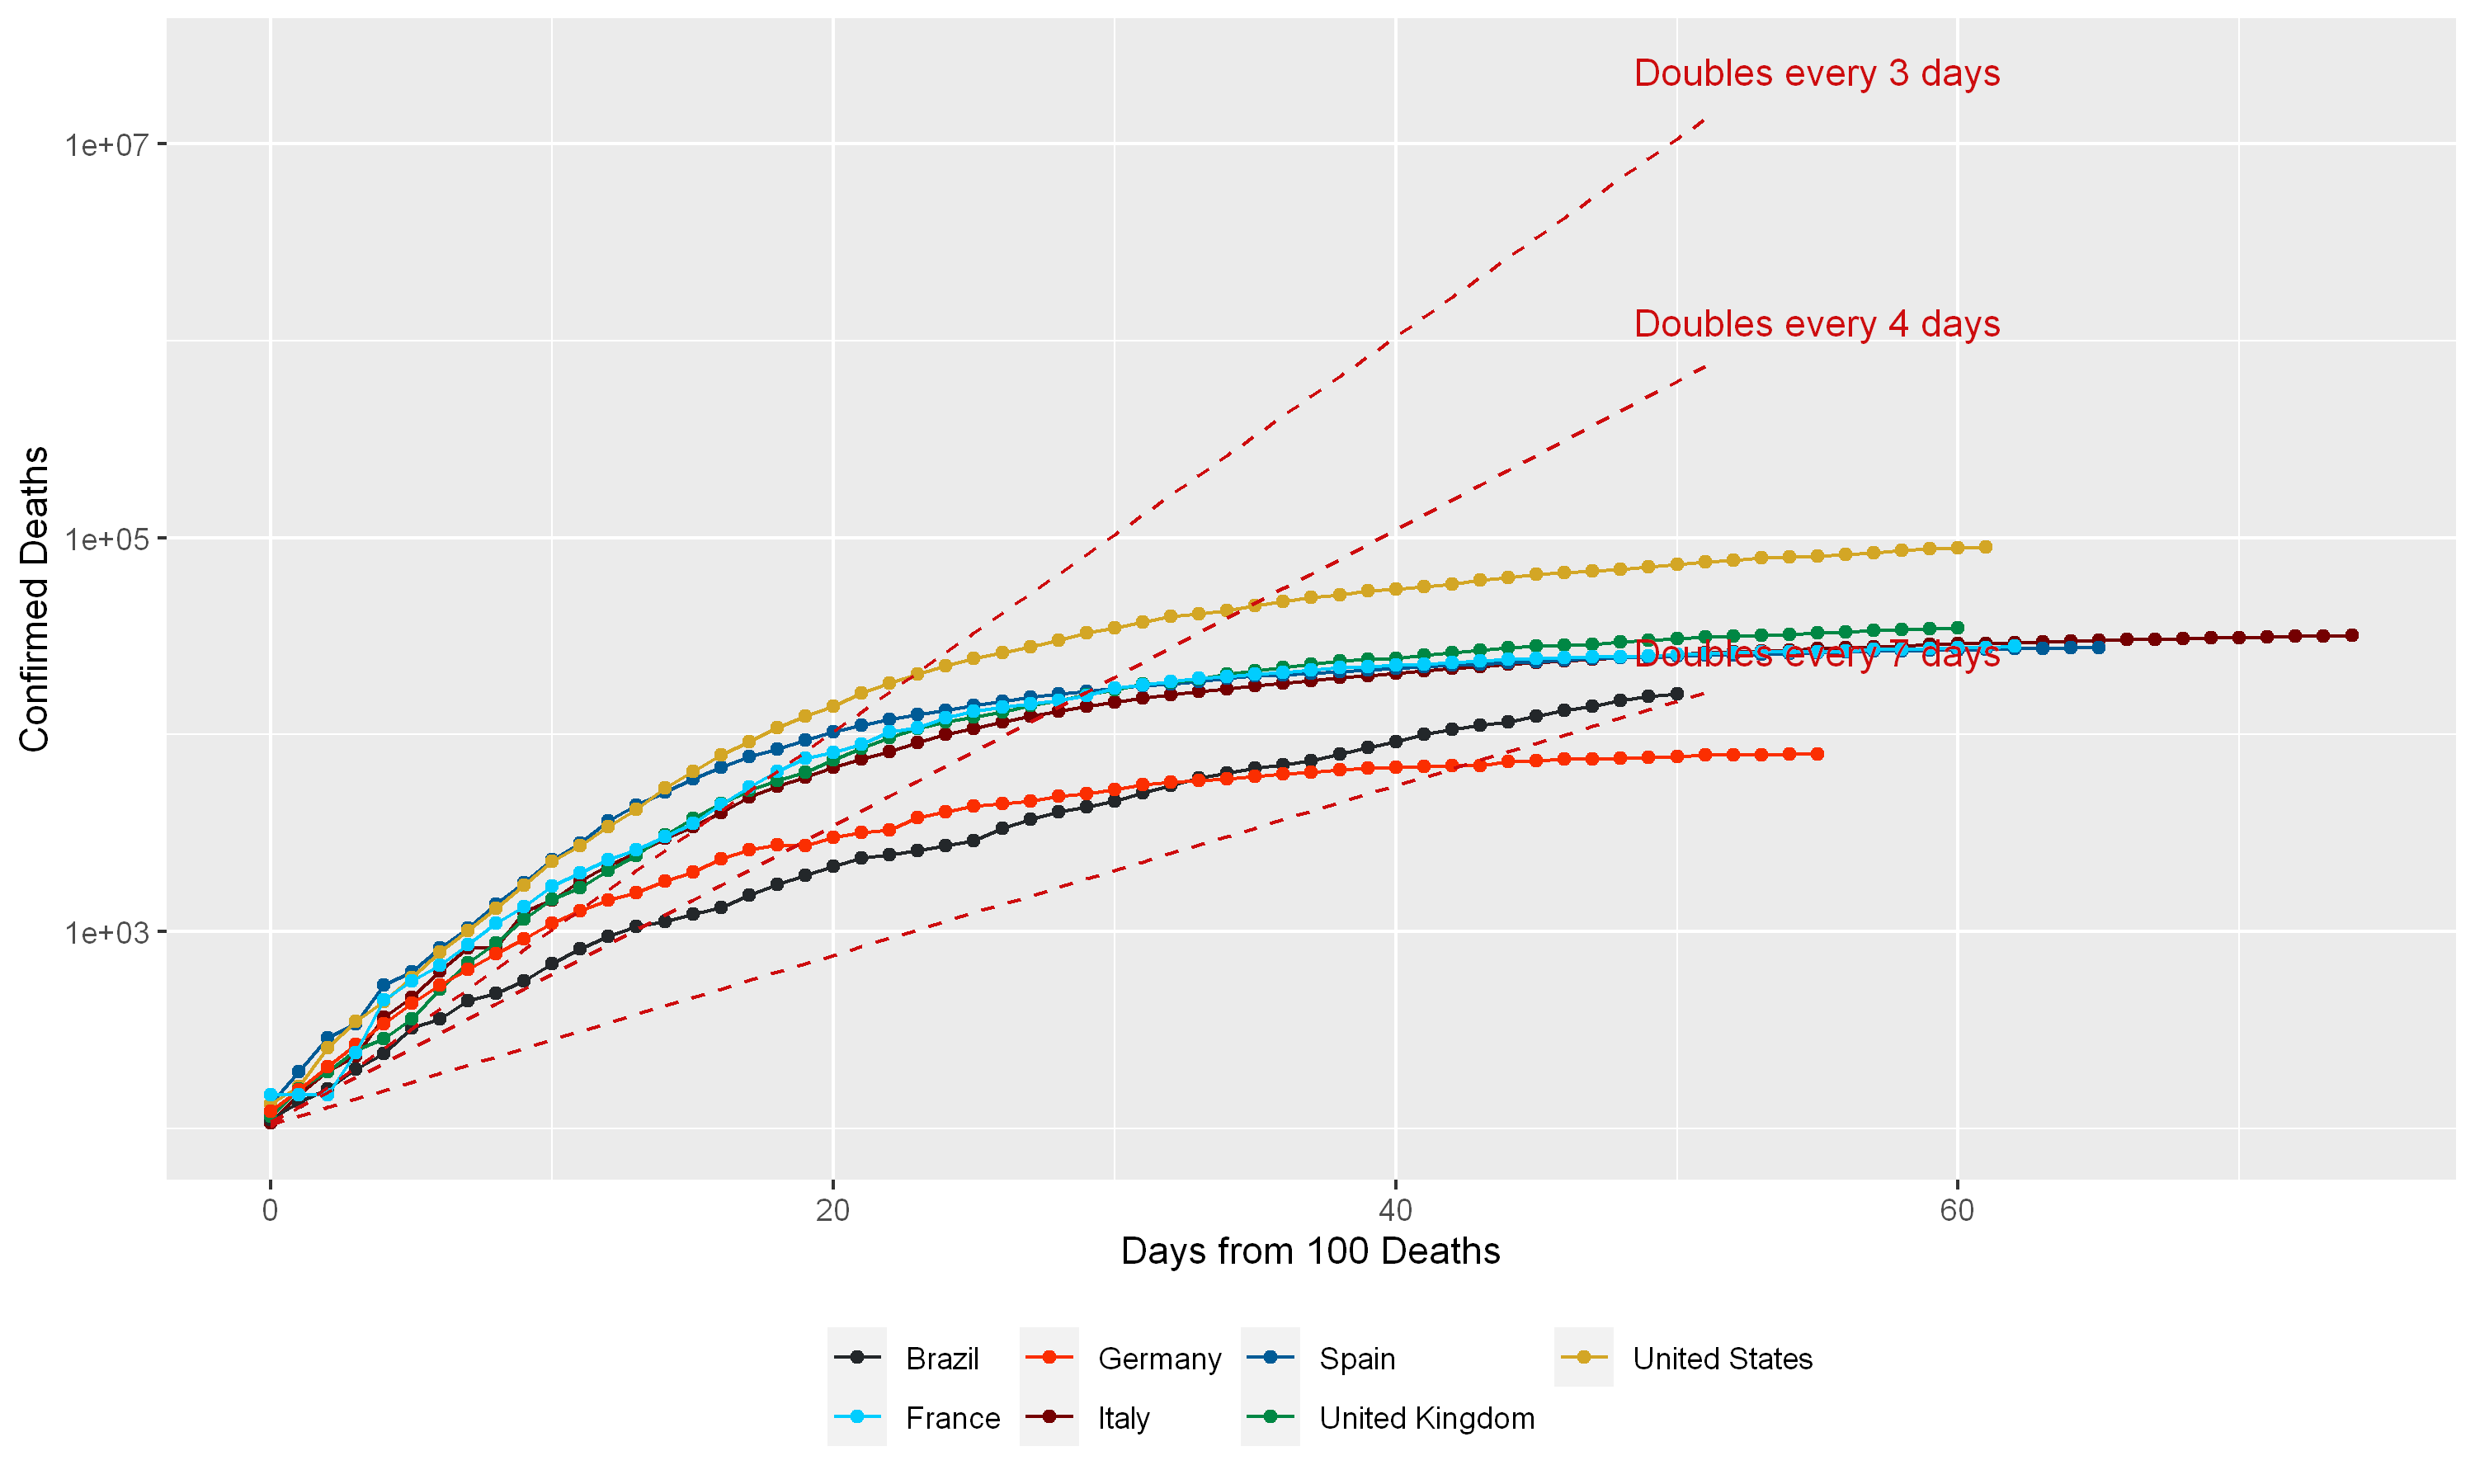 Doubles every 3 days
1e+07
Doubles every 4 days
1e+05
Doubles every 7 days
1e+03
Confirmed Deaths
0 20 40 60
Days from 100 Deaths
Brazil Germany Spain United States
France Italy United Kingdom